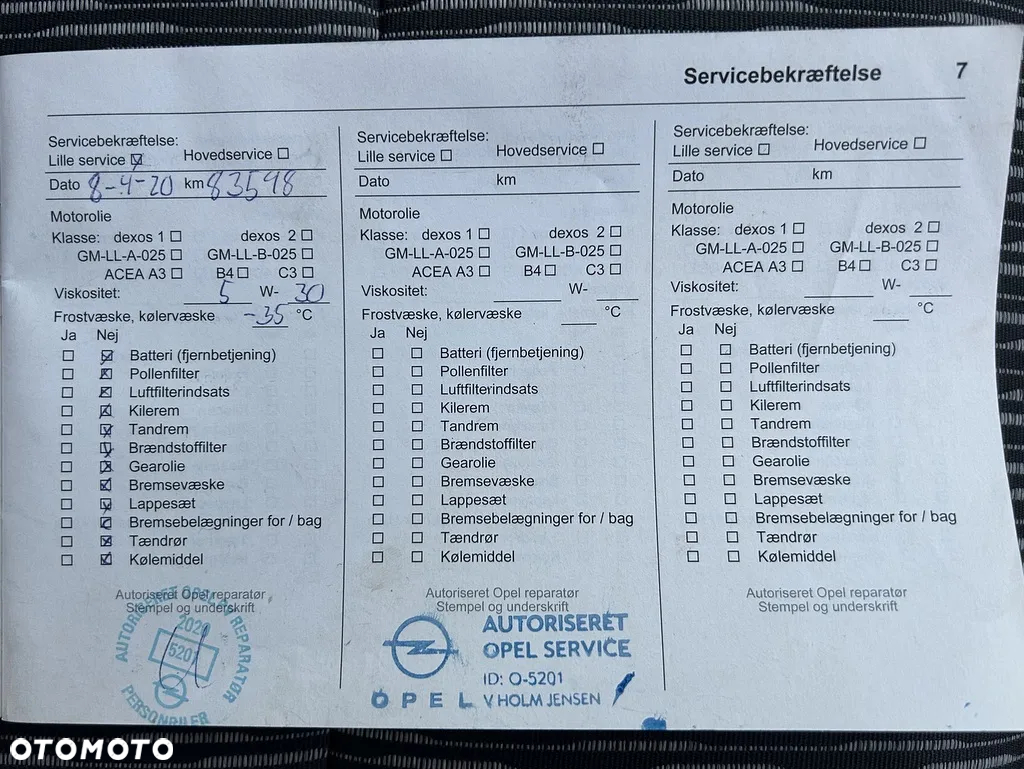 Servicebekræftelse 7
Servicebekræftelse:
Lille service Hovedservice
Dato 8-4-20 km 83598
Motorolie
Klasse: dexos 1 dexos 2
GM-LL-A-025 GM-LL-B-025
ACEA A3 B4 C3
Viskositet: 5 W- 30
Frostvæske, kølervæske -35 °C
Ja Nej
Batteri (fjernbetjening)
Pollenfilter
Luftfilterindsats
Kilerem
Tandrem
Brændstoffilter
Gearolie
Bremsevæske
Lappesæt
Bremsebelægninger for / bag
Tændrør
Kølemiddel
Autoriseret Opel reparatør
Stempel og underskrift
AUTORISERET OPEL REPARATØR
2020
5201
PERSONBILER
Servicebekræftelse:
Lille service Hovedservice
Dato km
Motorolie
Klasse: dexos 1 dexos 2
GM-LL-A-025 GM-LL-B-025
ACEA A3 B4 C3
Viskositet: W-
Frostvæske, kølervæske °C
Ja Nej
Batteri (fjernbetjening)
Pollenfilter
Luftfilterindsats
Kilerem
Tandrem
Brændstoffilter
Gearolie
Bremsevæske
Lappesæt
Bremsebelægninger for / bag
Tændrør
Kølemiddel
Autoriseret Opel reparatør
Stempel og underskrift
AUTORISERET
OPEL SERVICE
ID: O-5201
OPEL V HOLM JENSEN
Servicebekræftelse:
Lille service Hovedservice
Dato km
Motorolie
Klasse: dexos 1 dexos 2
GM-LL-A-025 GM-LL-B-025
ACEA A3 B4 C3
Viskositet: W-
Frostvæske, kølervæske °C
Ja Nej
Batteri (fjernbetjening)
Pollenfilter
Luftfilterindsats
Kilerem
Tandrem
Brændstoffilter
Gearolie
Bremsevæske
Lappesæt
Bremsebelægninger for / bag
Tændrør
Kølemiddel
Autoriseret Opel reparatør
Stempel og underskrift
OTOMOTO